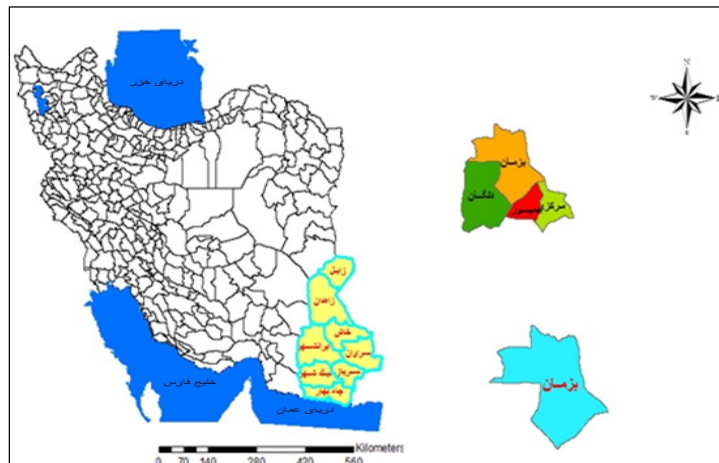 دریای خزر
N
W
E
S
بزمان
دلگان
مرکزی
زابل
زاهدان
خاش
ایرانشهر
سراوان
سرباز
نیک شهر
چاه بهار
بزمان
خلیج فارس
دریای عمان
Kilometers
0 70 140 280 420 560